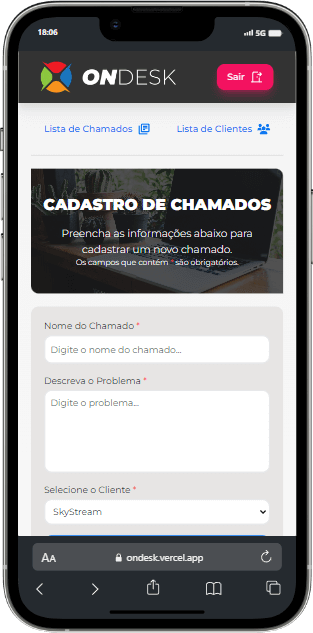 18:06
5G
ONDESK
Sair
Lista de Chamados
Lista de Clientes
CADASTRO DE CHAMADOS
Preencha as informações abaixo para
cadastrar um novo chamado.
Os campos que contém * são obrigatórios.
Nome do Chamado *
Digite o nome do chamado...
Descreva o Problema *
Digite o problema...
Selecione o Cliente *
SkyStream
AA
ondesk.vercel.app